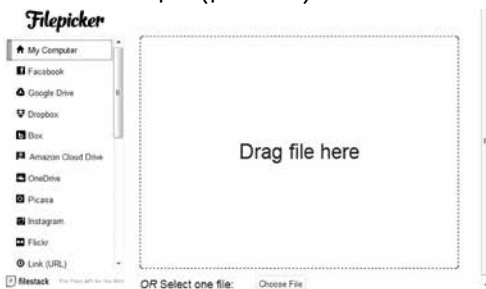 Filepicker
My Computer
Facebook
Google Drive
Dropbox
Box
Amazon Cloud Drive
OneDrive
Picasa
Instagram
Flickr
Link (URL)
filestack
Drag file here
OR Select one file: Choose File